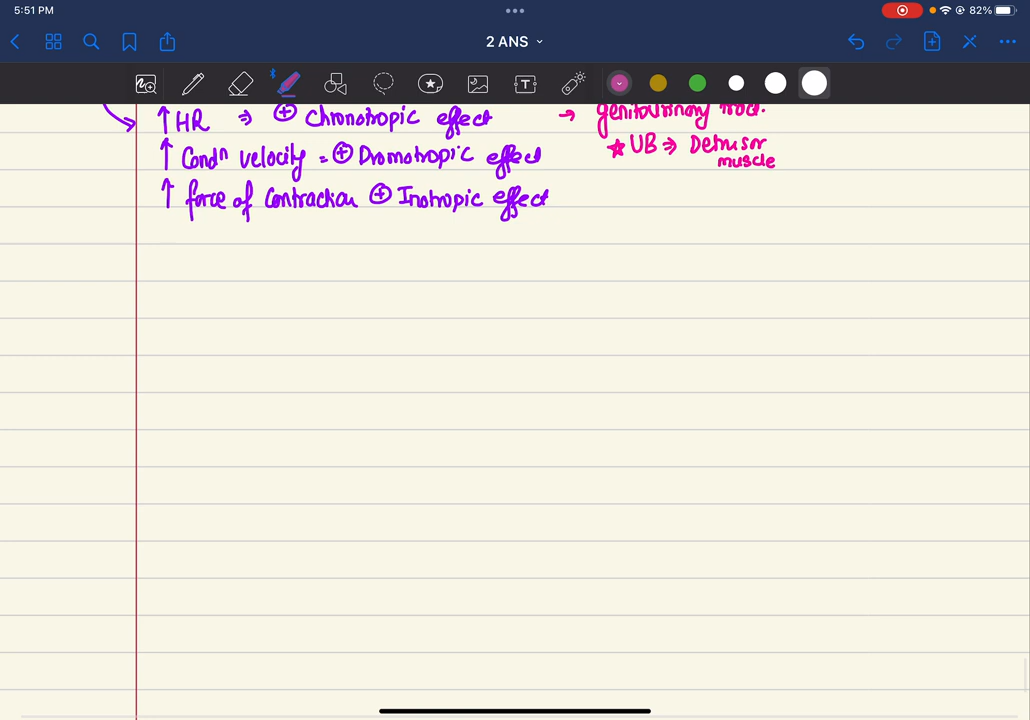 5:51 PM
82%
2 ANS
T
↑ HR ⇒ ⊕ Chronotropic effect
↑ Condⁿ velocity = ⊕ Dromotropic effect
↑ force of contraction ⊕ Inotropic effect
→ genitourinary tract.
★ UB ⇒ Detrusor
muscle